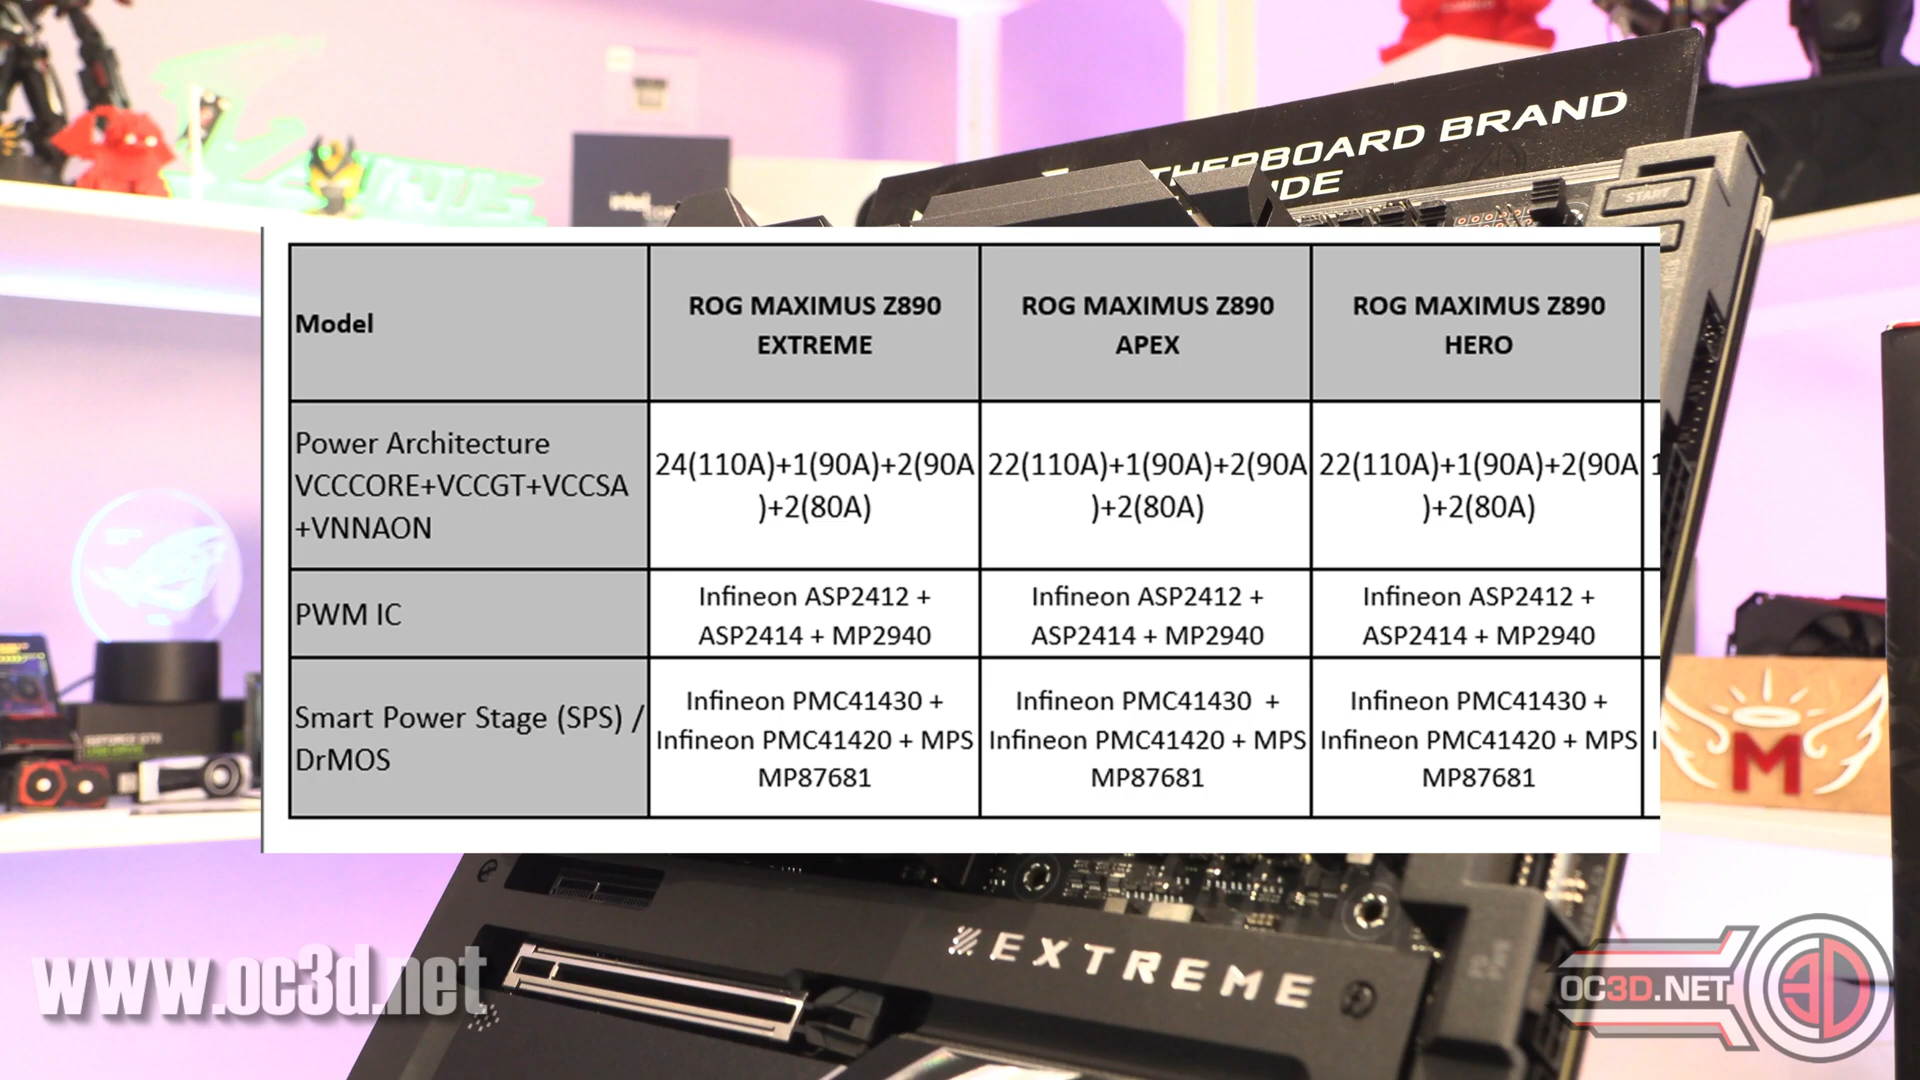 MOTHERBOARD BRAND
START
intel
Model
ROG MAXIMUS Z890
EXTREME
ROG MAXIMUS Z890
APEX
ROG MAXIMUS Z890
HERO
Power Architecture
VCCCORE+VCCGT+VCCSA
+VNNAON
24(110A)+1(90A)+2(90A
)+2(80A)
22(110A)+1(90A)+2(90A
)+2(80A)
22(110A)+1(90A)+2(90A
)+2(80A)
PWM IC
Infineon ASP2412 +
ASP2414 + MP2940
Infineon ASP2412 +
ASP2414 + MP2940
Infineon ASP2412 +
ASP2414 + MP2940
Smart Power Stage (SPS) /
DrMOS
Infineon PMC41430 +
Infineon PMC41420 + MPS
MP87681
Infineon PMC41430 +
Infineon PMC41420 + MPS
MP87681
Infineon PMC41430 +
Infineon PMC41420 + MPS
MP87681
M
EXTREME
www.oc3d.net
OC3D.NET
3D